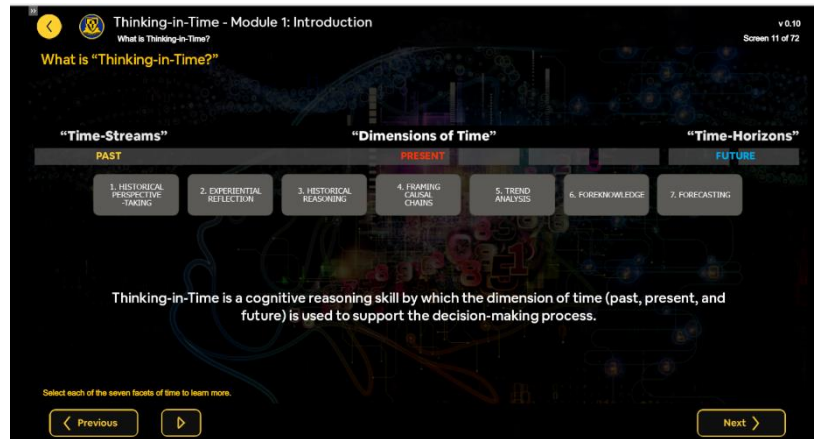 Thinking-in-Time - Module 1: Introduction
What is Thinking-in-Time?
v 0.10
Screen 11 of 72
What is “Thinking-in-Time?”
“Time-Streams”
“Dimensions of Time”
“Time-Horizons”
PAST
PRESENT
FUTURE
1. HISTORICAL
PERSPECTIVE
-TAKING
2. EXPERIENTIAL
REFLECTION
3. HISTORICAL
REASONING
4. FRAMING
CAUSAL
CHAINS
5. TREND
ANALYSIS
6. FOREKNOWLEDGE
7. FORECASTING
Thinking-in-Time is a cognitive reasoning skill by which the dimension of time (past, present, and
future) is used to support the decision-making process.
Select each of the seven facets of time to learn more.
Previous
Next